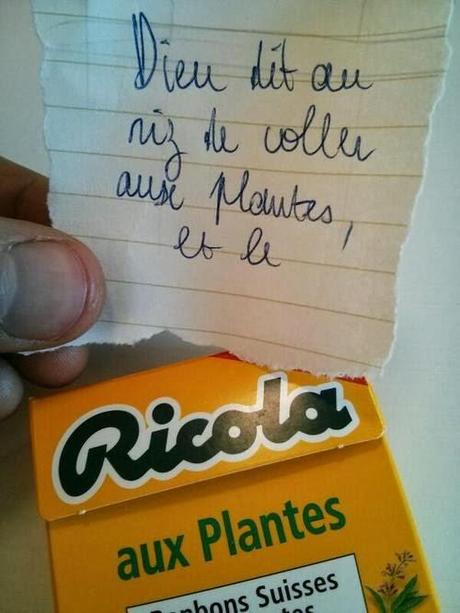 Dieu dit au
riz de coller
aux plantes,
et le
Ricola
aux Plantes
Bonbons Suisses